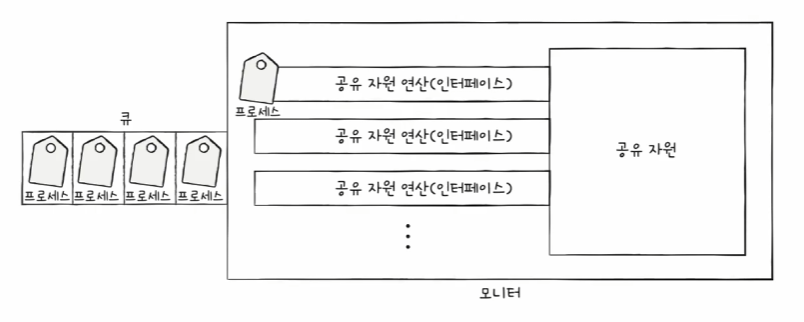 큐
프로세스 프로세스 프로세스 프로세스
프로세스
공유 자원 연산(인터페이스)
공유 자원 연산(인터페이스)
공유 자원 연산(인터페이스)
공유 자원
모니터